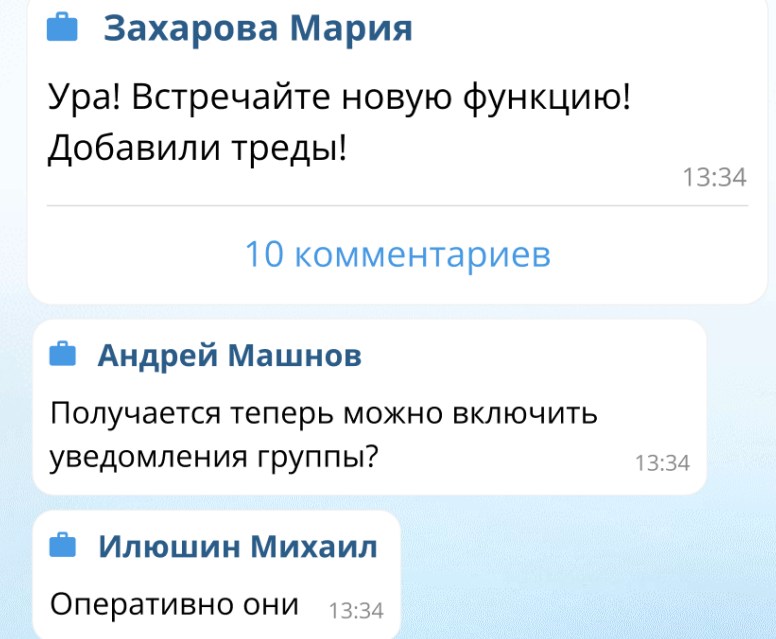 Захарова Мария
Ура! Встречайте новую функцию!
Добавили треды!
13:34
10 комментариев
Андрей Машнов
Получается теперь можно включить
уведомления группы?
13:34
Илюшин Михаил
Оперативно они 13:34